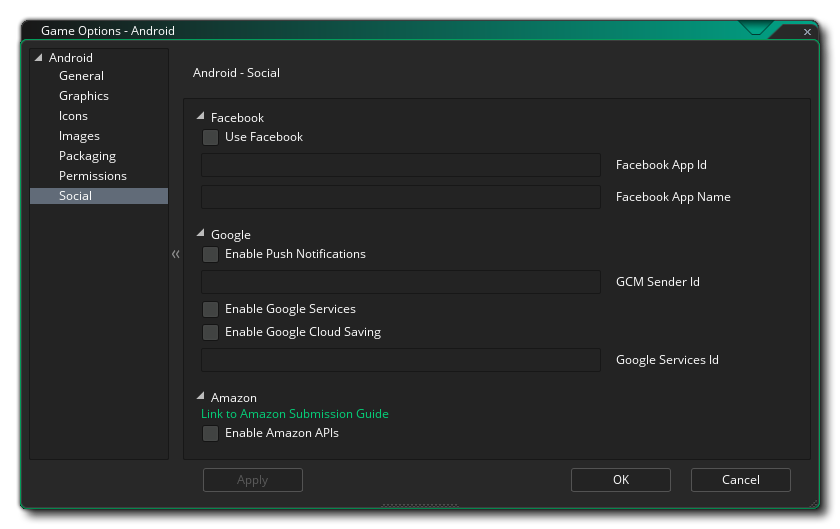 Game Options - Android
Android
General
Graphics
Icons
Images
Packaging
Permissions
Social
Android - Social
Facebook
Use Facebook
Facebook App Id
Facebook App Name
Google
Enable Push Notifications
GCM Sender Id
Enable Google Services
Enable Google Cloud Saving
Google Services Id
Amazon
Link to Amazon Submission Guide
Enable Amazon APIs
Apply
OK
Cancel